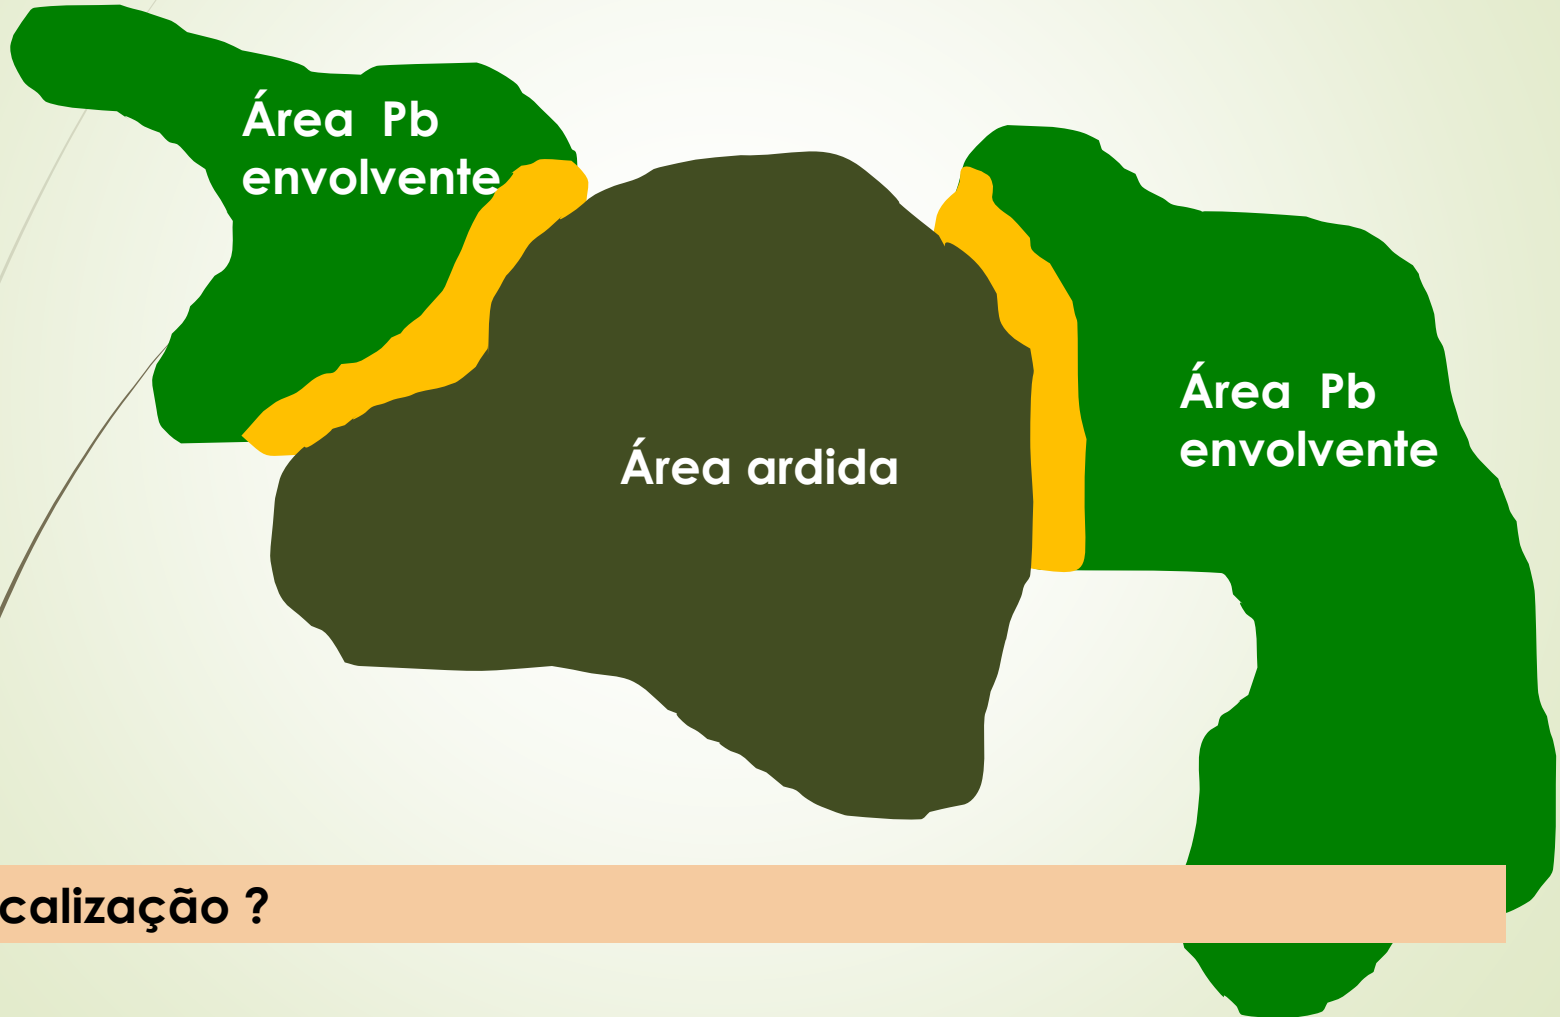 Área Pb
envolvente
Área Pb
envolvente
Área ardida
calização ?